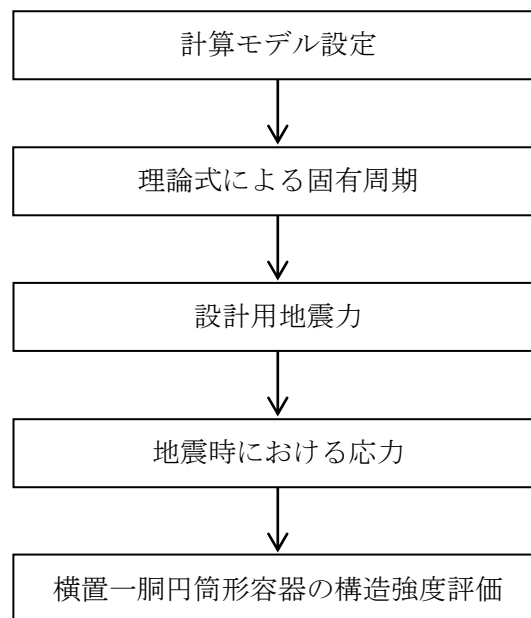 計算モデル設定
理論式による固有周期
設計用地震力
地震時における応力
横置一胴円筒形容器の構造強度評価